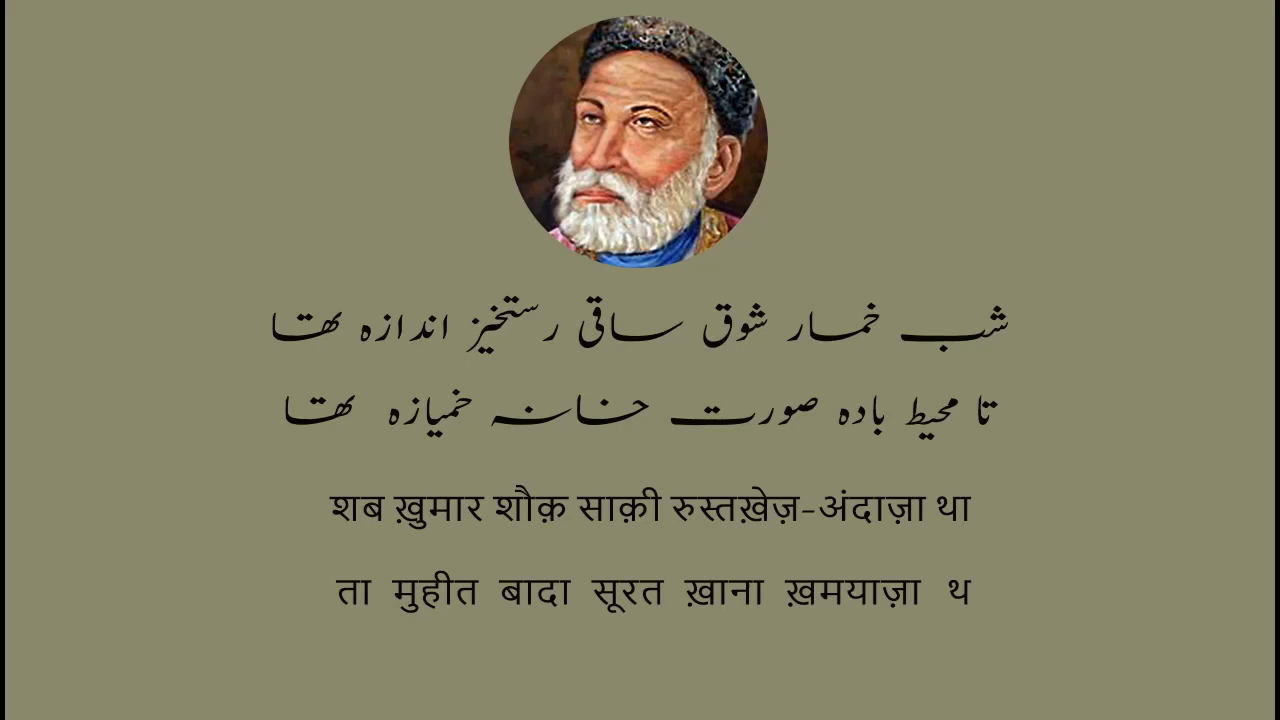 شب خمار شوق ساقی رستخیز اندازہ تھا
تا محیط بادہ صورت خانہ خمیازہ تھا
शब ख़ुमार शौक़ साक़ी रुस्तख़ेज़-अंदाज़ा था
ता मुहीत बादा सूरत ख़ाना ख़मयाज़ा थ